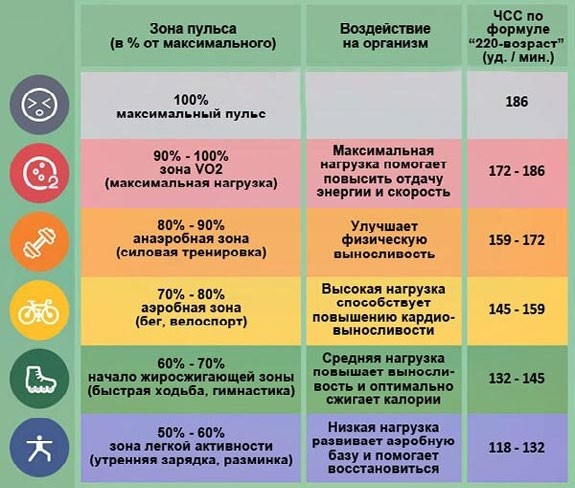 Зона пульса
(в % от максимального)
Воздействие
на организм
ЧСС по
формуле
“220-возраст”
(уд. / мин.)
100%
максимальный пульс
186
90% - 100%
зона VO2
(максимальная нагрузка)
Максимальная
нагрузка помогает
повысить отдачу
энергии и скорость
172 - 186
O2
80% - 90%
анаэробная зона
(силовая тренировка)
Улучшает
физическую
выносливость
159 - 172
70% - 80%
аэробная зона
(бег, велоспорт)
Высокая нагрузка
способствует
повышению кардио-
выносливости
145 - 159
60% - 70%
начало жиросжигающей зоны
(быстрая ходьба, гимнастика)
Средняя нагрузка
повышает выносли-
вость и оптимально
сжигает калории
132 - 145
50% - 60%
зона легкой активности
(утренняя зарядка, разминка)
Низкая нагрузка
развивает аэробную
базу и помогает
восстановиться
118 - 132